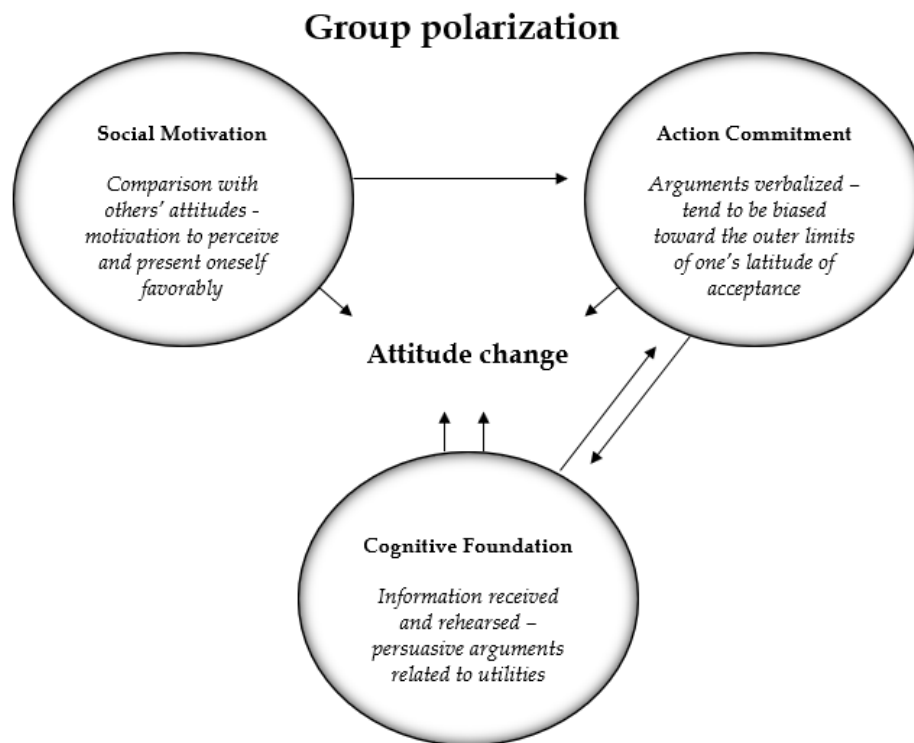 Group polarization
Social Motivation
Comparison with
others’ attitudes -
motivation to perceive
and present oneself
favorably
Action Commitment
Arguments verbalized –
tend to be biased
toward the outer limits
of one’s latitude of
acceptance
Attitude change
Cognitive Foundation
Information received
and rehearsed –
persuasive arguments
related to utilities